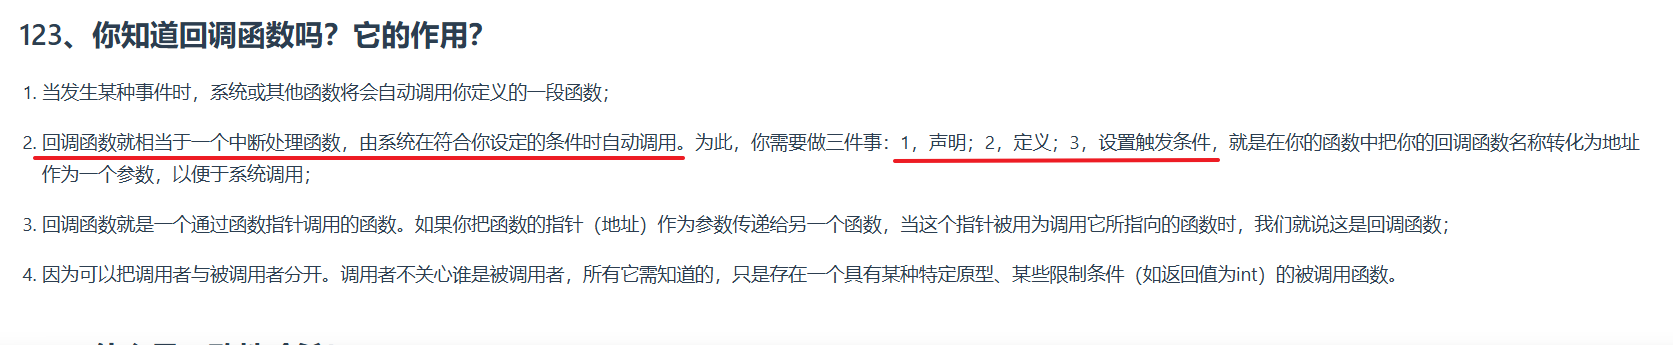 123、你知道回调函数吗？它的作用？
1. 当发生某种事件时，系统或其他函数将会自动调用你定义的一段函数；
2. 回调函数就相当于一个中断处理函数，由系统在符合你设定的条件时自动调用。为此，你需要做三件事：1，声明；2，定义；3，设置触发条件，就是在你的函数中把你的回调函数名称转化为地址
作为一个参数，以便于系统调用；
3. 回调函数就是一个通过函数指针调用的函数。如果你把函数的指针（地址）作为参数传递给另一个函数，当这个指针被用为调用它所指向的函数时，我们就说这是回调函数；
4. 因为可以把调用者与被调用者分开。调用者不关心谁是被调用者，所有它需知道的，只是存在一个具有某种特定原型、某些限制条件（如返回值为int）的被调用函数。